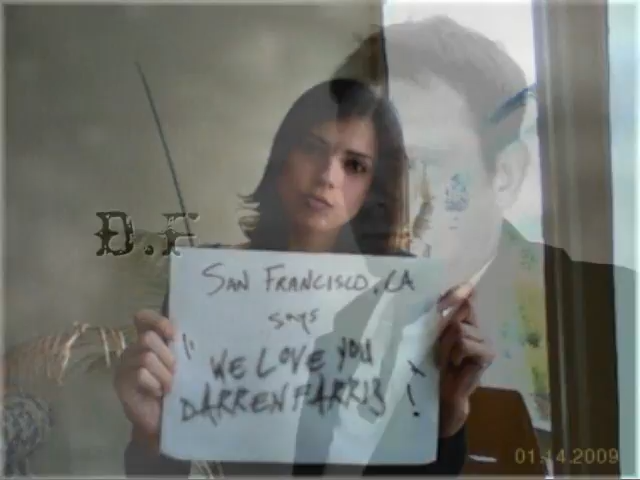 D.F
SAN FRANCISCO, CA
SAYS
"WE LOVE YOU
DARREN FARRIS !"
01.14.2009